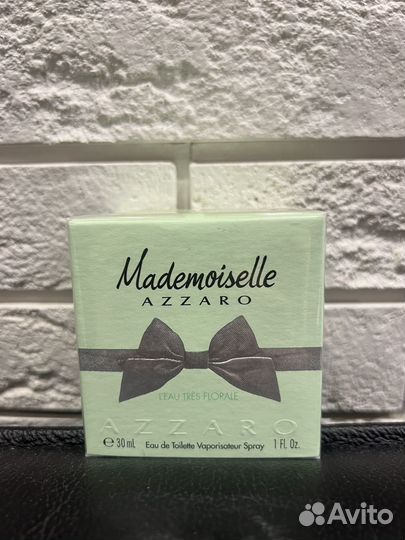 Mademoiselle
AZZARO
L'EAU TRÈS FLORALE
AZZARO
℮ 30 mL Eau de Toilette Vaporisateur Spray 1 Fl. Oz.
Avito